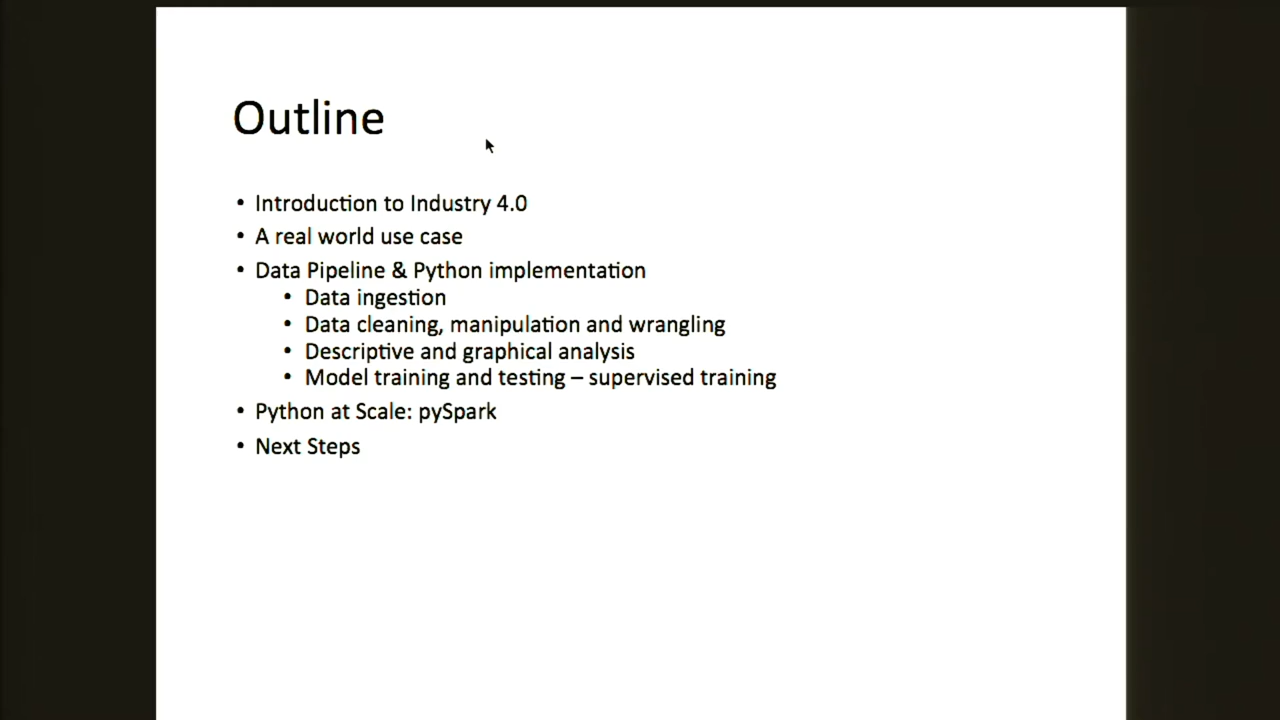 Outline
• Introduction to Industry 4.0
• A real world use case
• Data Pipeline & Python implementation
• Data ingestion
• Data cleaning, manipulation and wrangling
• Descriptive and graphical analysis
• Model training and testing – supervised training
• Python at Scale: pySpark
• Next Steps